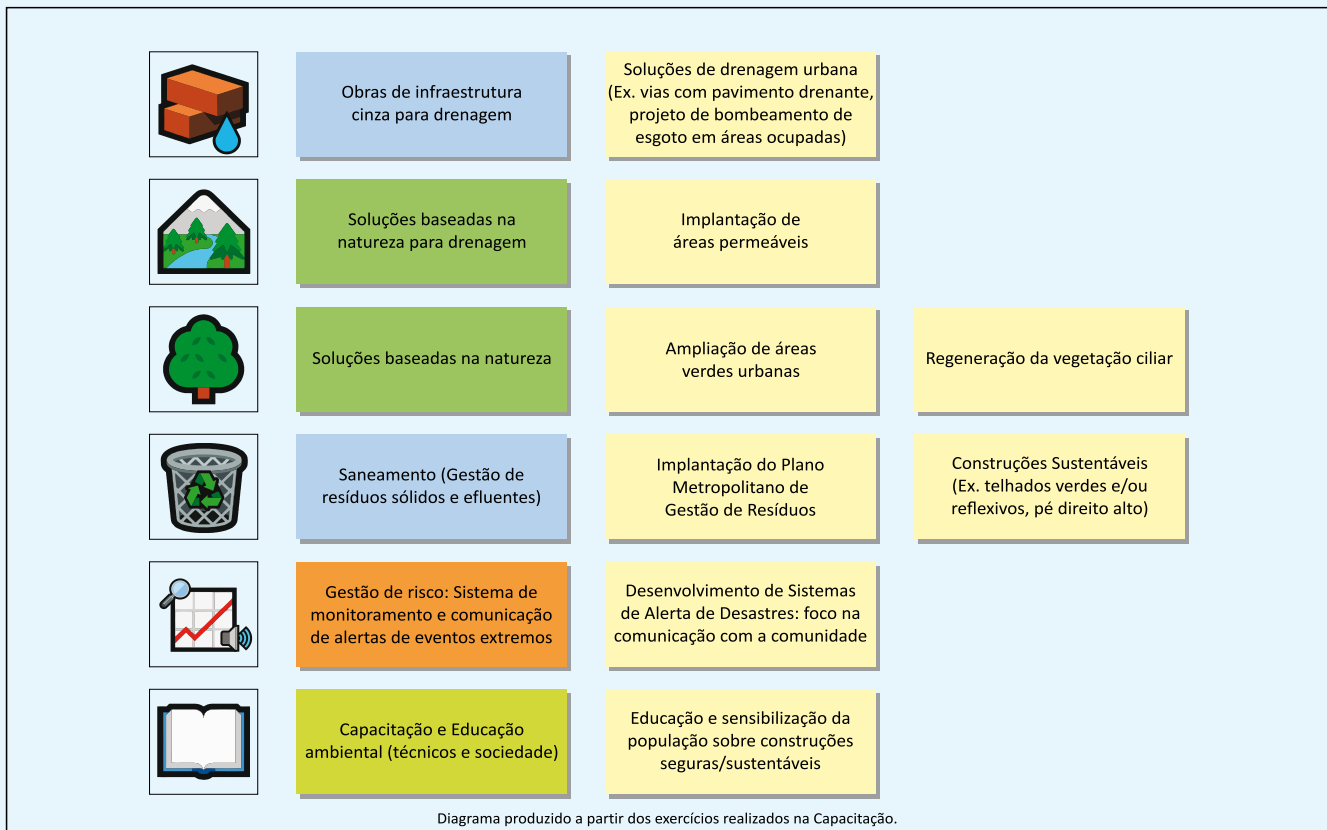 Obras de infraestrutura
cinza para drenagem
Soluções de drenagem urbana
(Ex. vias com pavimento drenante,
projeto de bombeamento de
esgoto em áreas ocupadas)
Soluções baseadas na
natureza para drenagem
Implantação de
áreas permeáveis
Soluções baseadas na natureza
Ampliação de áreas
verdes urbanas
Regeneração da vegetação ciliar
Saneamento (Gestão de
resíduos sólidos e efluentes)
Implantação do Plano
Metropolitano de
Gestão de Resíduos
Construções Sustentáveis
(Ex. telhados verdes e/ou
reflexivos, pé direito alto)
Gestão de risco: Sistema de
monitoramento e comunicação
de alertas de eventos extremos
Desenvolvimento de Sistemas
de Alerta de Desastres: foco na
comunicação com a comunidade
Capacitação e Educação
ambiental (técnicos e sociedade)
Educação e sensibilização da
população sobre construções
seguras/sustentáveis
Diagrama produzido a partir dos exercícios realizados na Capacitação.